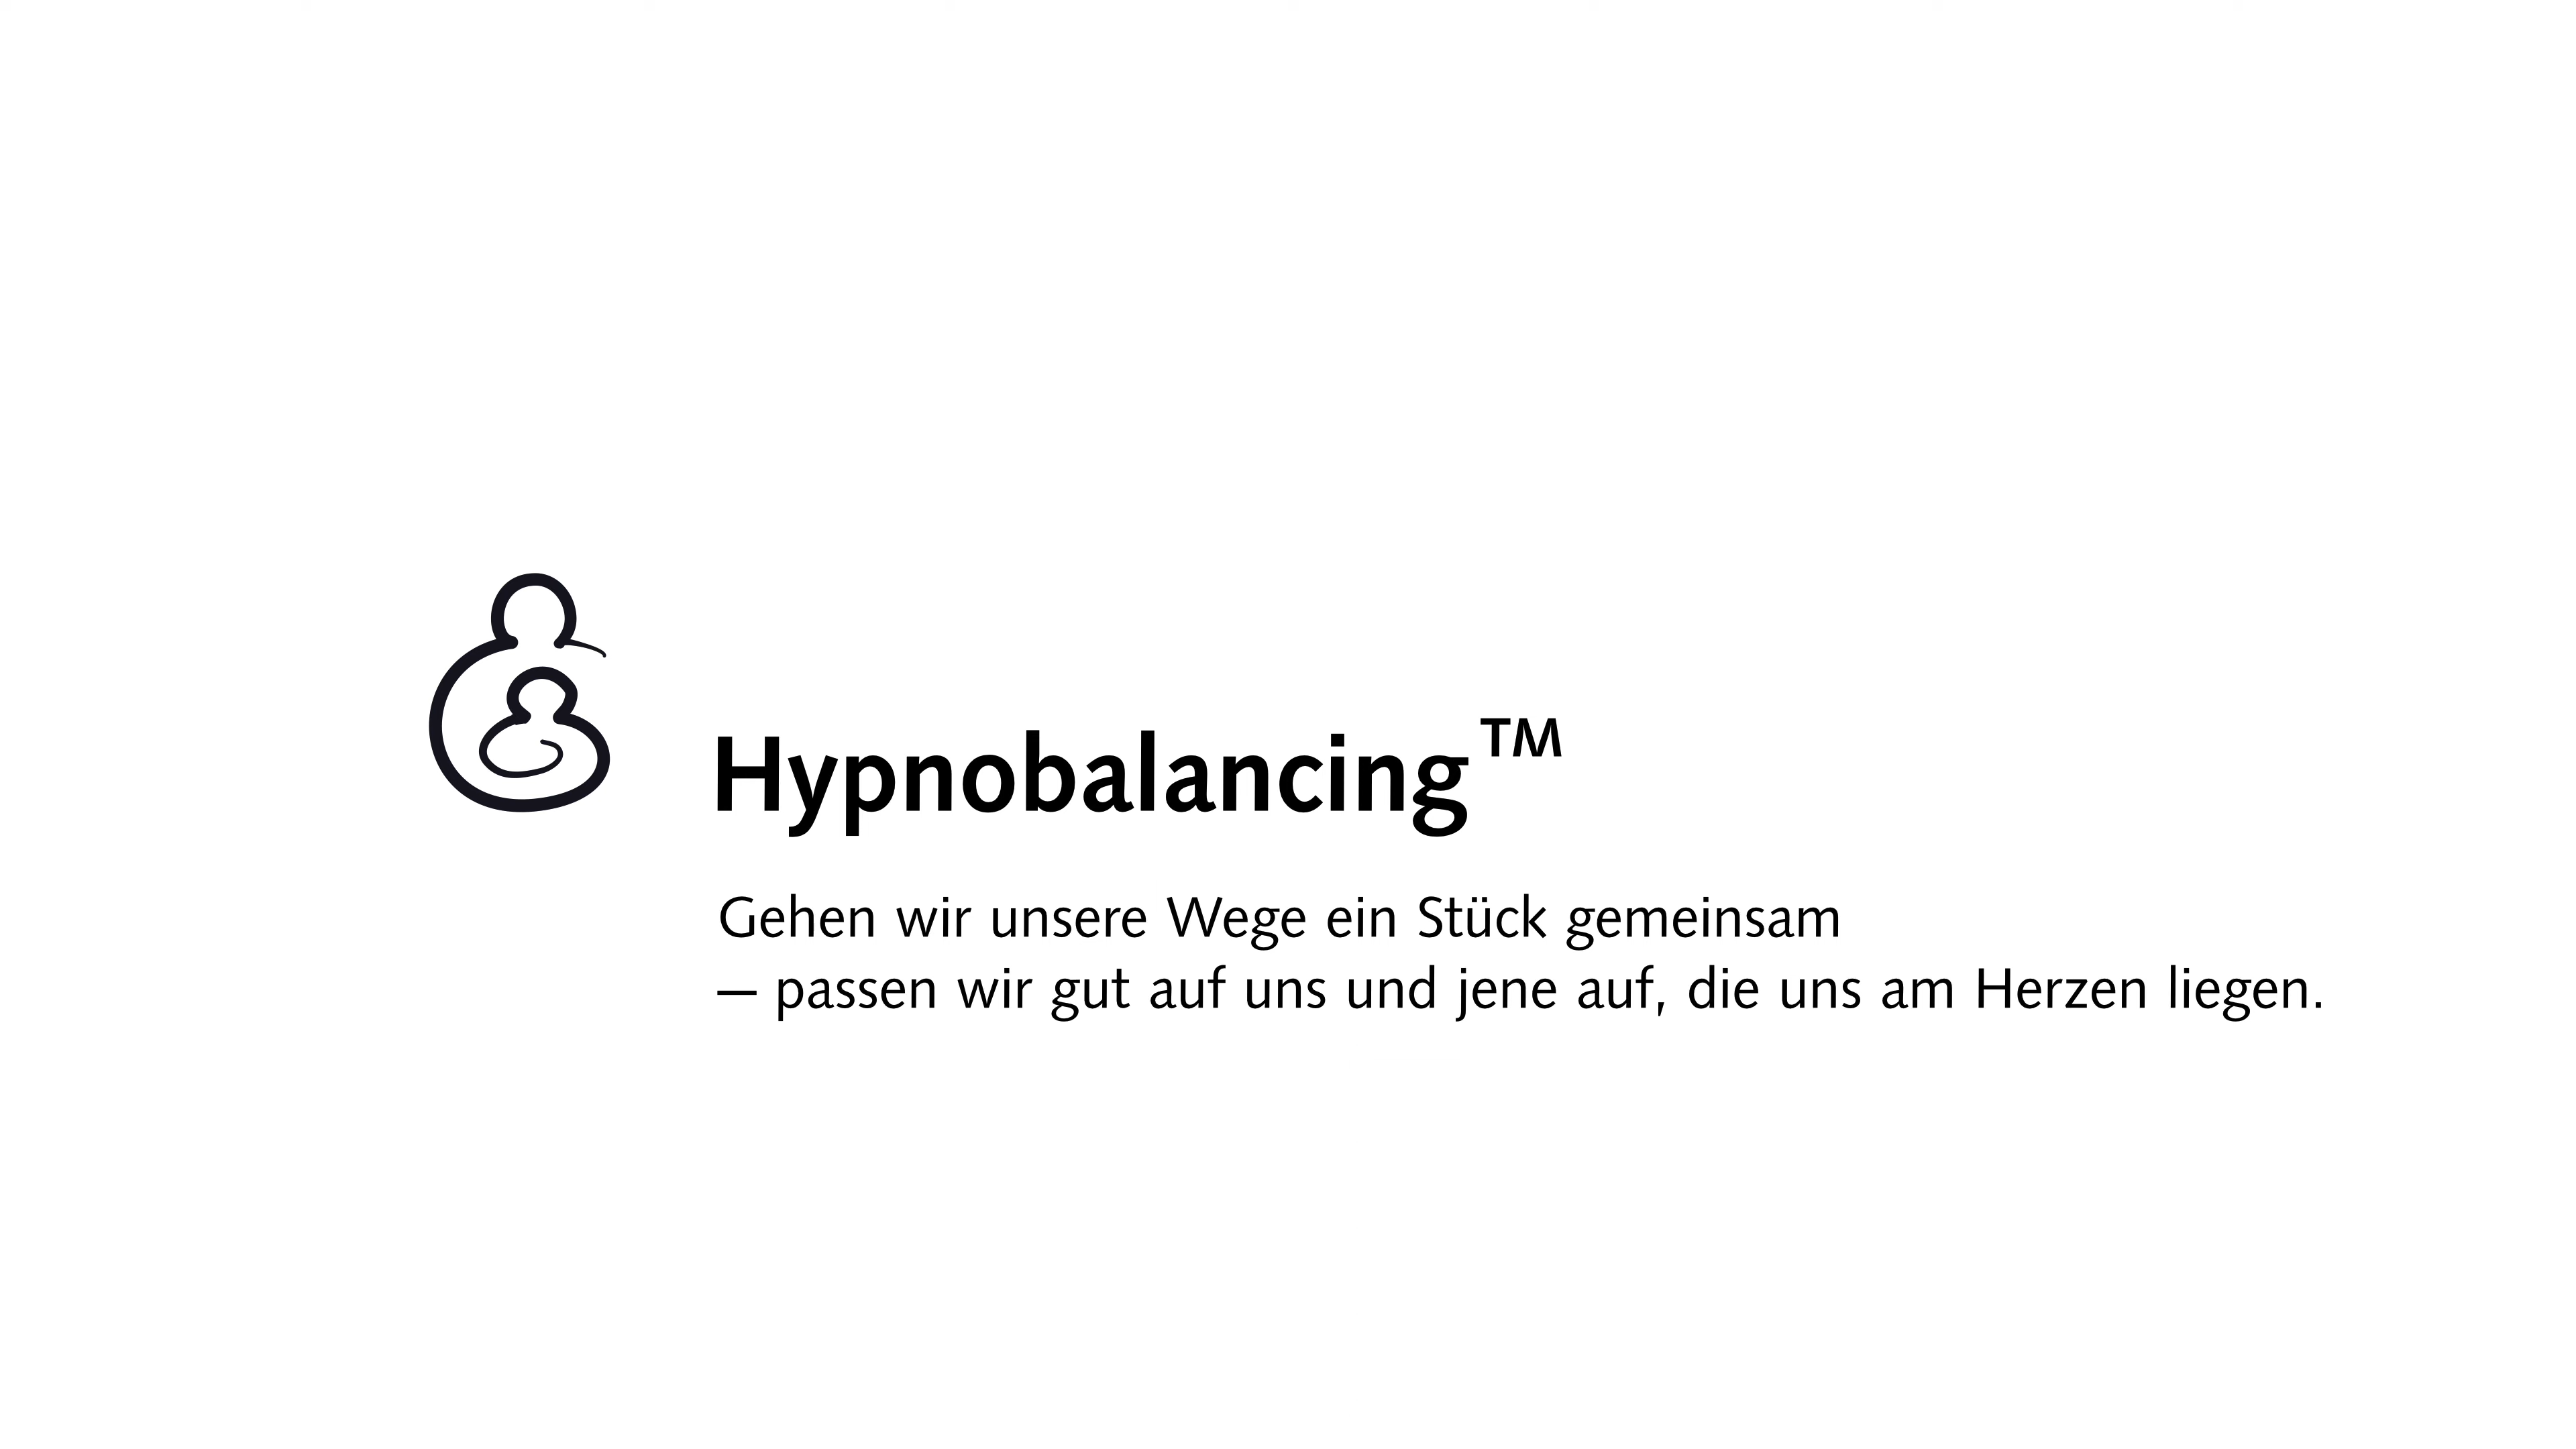 Hypnobalancing™
Gehen wir unsere Wege ein Stück gemeinsam
– passen wir gut auf uns und jene auf, die uns am Herzen liegen.